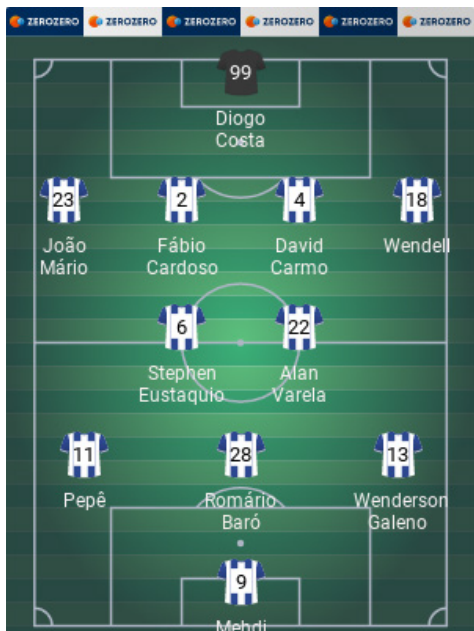 ZEROZERO ZEROZERO ZEROZERO ZEROZERO ZEROZERO ZEROZERO
99
Diogo
Costa
23 2 4 18
João Fábio David Wendell
Mário Cardoso Carmo
6 22
Stephen Alan
Eustaquio Varela
11 28 13
Pepê Romário Wenderson
Baró Galeno
9
Mehdi